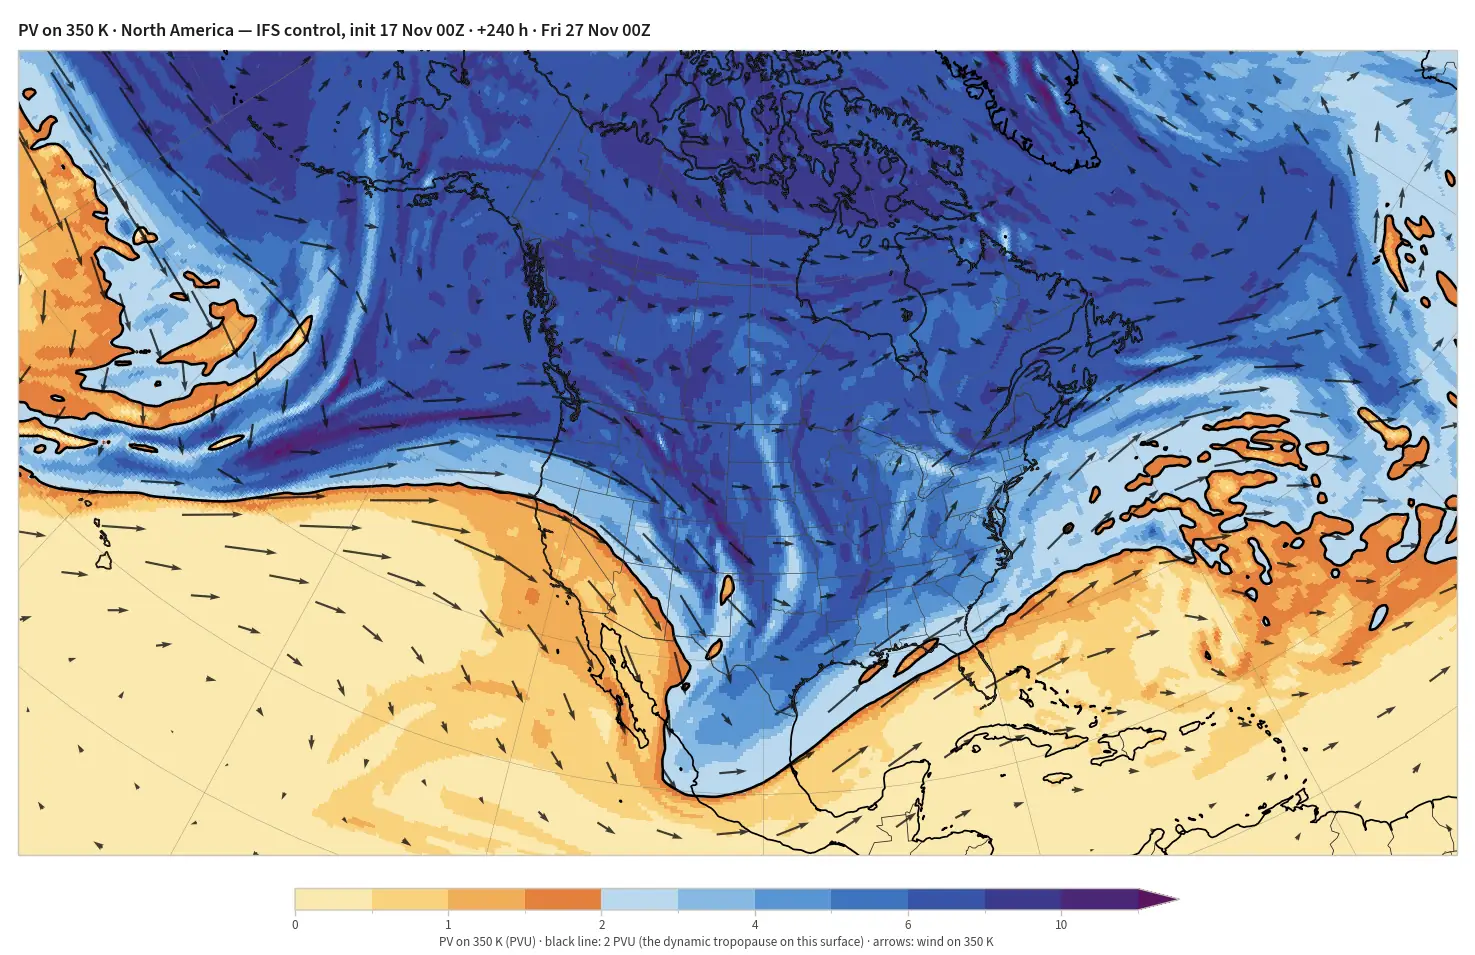 PV on 350 K · North America — IFS control, init 17 Nov 00Z · +240 h · Fri 27 Nov 00Z
0 1 2 4 6 10
PV on 350 K (PVU) · black line: 2 PVU (the dynamic tropopause on this surface) · arrows: wind on 350 K